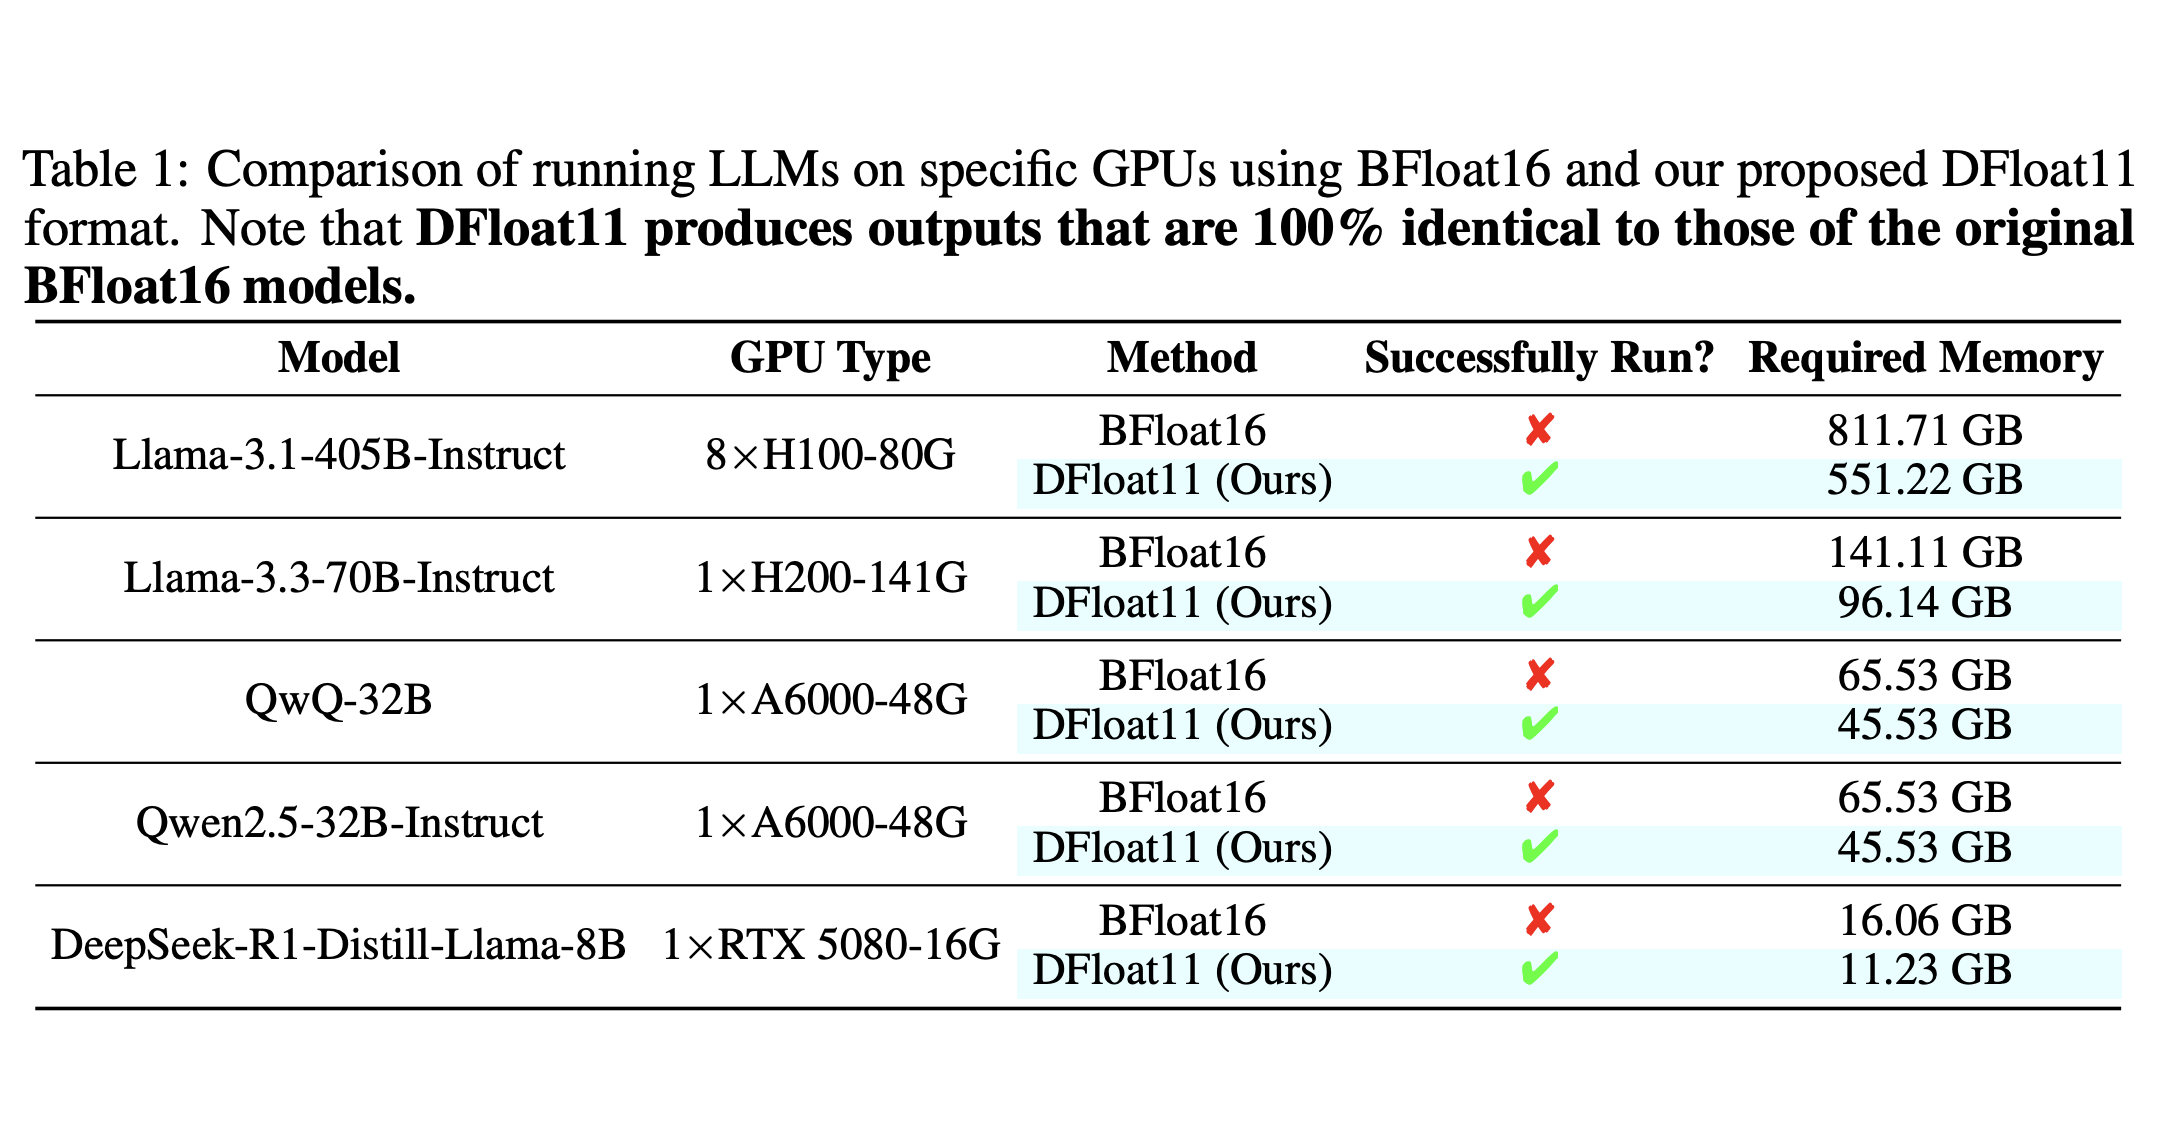 Table 1: Comparison of running LLMs on specific GPUs using BFloat16 and our proposed DFloat11
format. Note that DFloat11 produces outputs that are 100% identical to those of the original
BFloat16 models.
Model GPU Type Method Successfully Run? Required Memory
Llama-3.1-405B-Instruct 8×H100-80G BFloat16 ✘ 811.71 GB
DFloat11 (Ours) ✔ 551.22 GB
Llama-3.3-70B-Instruct 1×H200-141G BFloat16 ✘ 141.11 GB
DFloat11 (Ours) ✔ 96.14 GB
QwQ-32B 1×A6000-48G BFloat16 ✘ 65.53 GB
DFloat11 (Ours) ✔ 45.53 GB
Qwen2.5-32B-Instruct 1×A6000-48G BFloat16 ✘ 65.53 GB
DFloat11 (Ours) ✔ 45.53 GB
DeepSeek-R1-Distill-Llama-8B 1×RTX 5080-16G BFloat16 ✘ 16.06 GB
DFloat11 (Ours) ✔ 11.23 GB